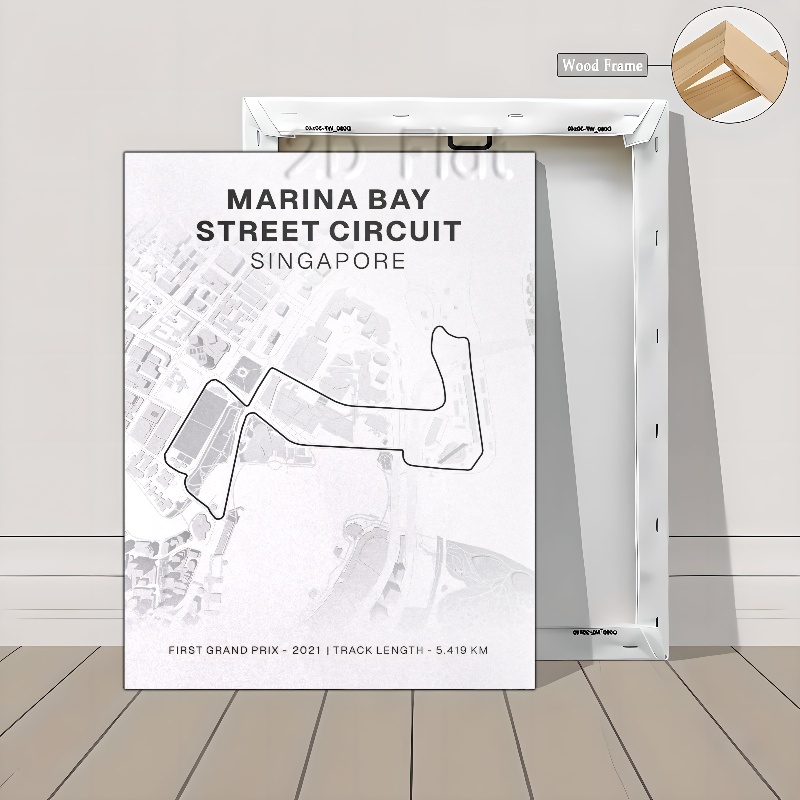 Wood Frame
2D Flat
MARINA BAY
STREET CIRCUIT
SINGAPORE
FIRST GRAND PRIX - 2021 | TRACK LENGTH - 5.419 KM